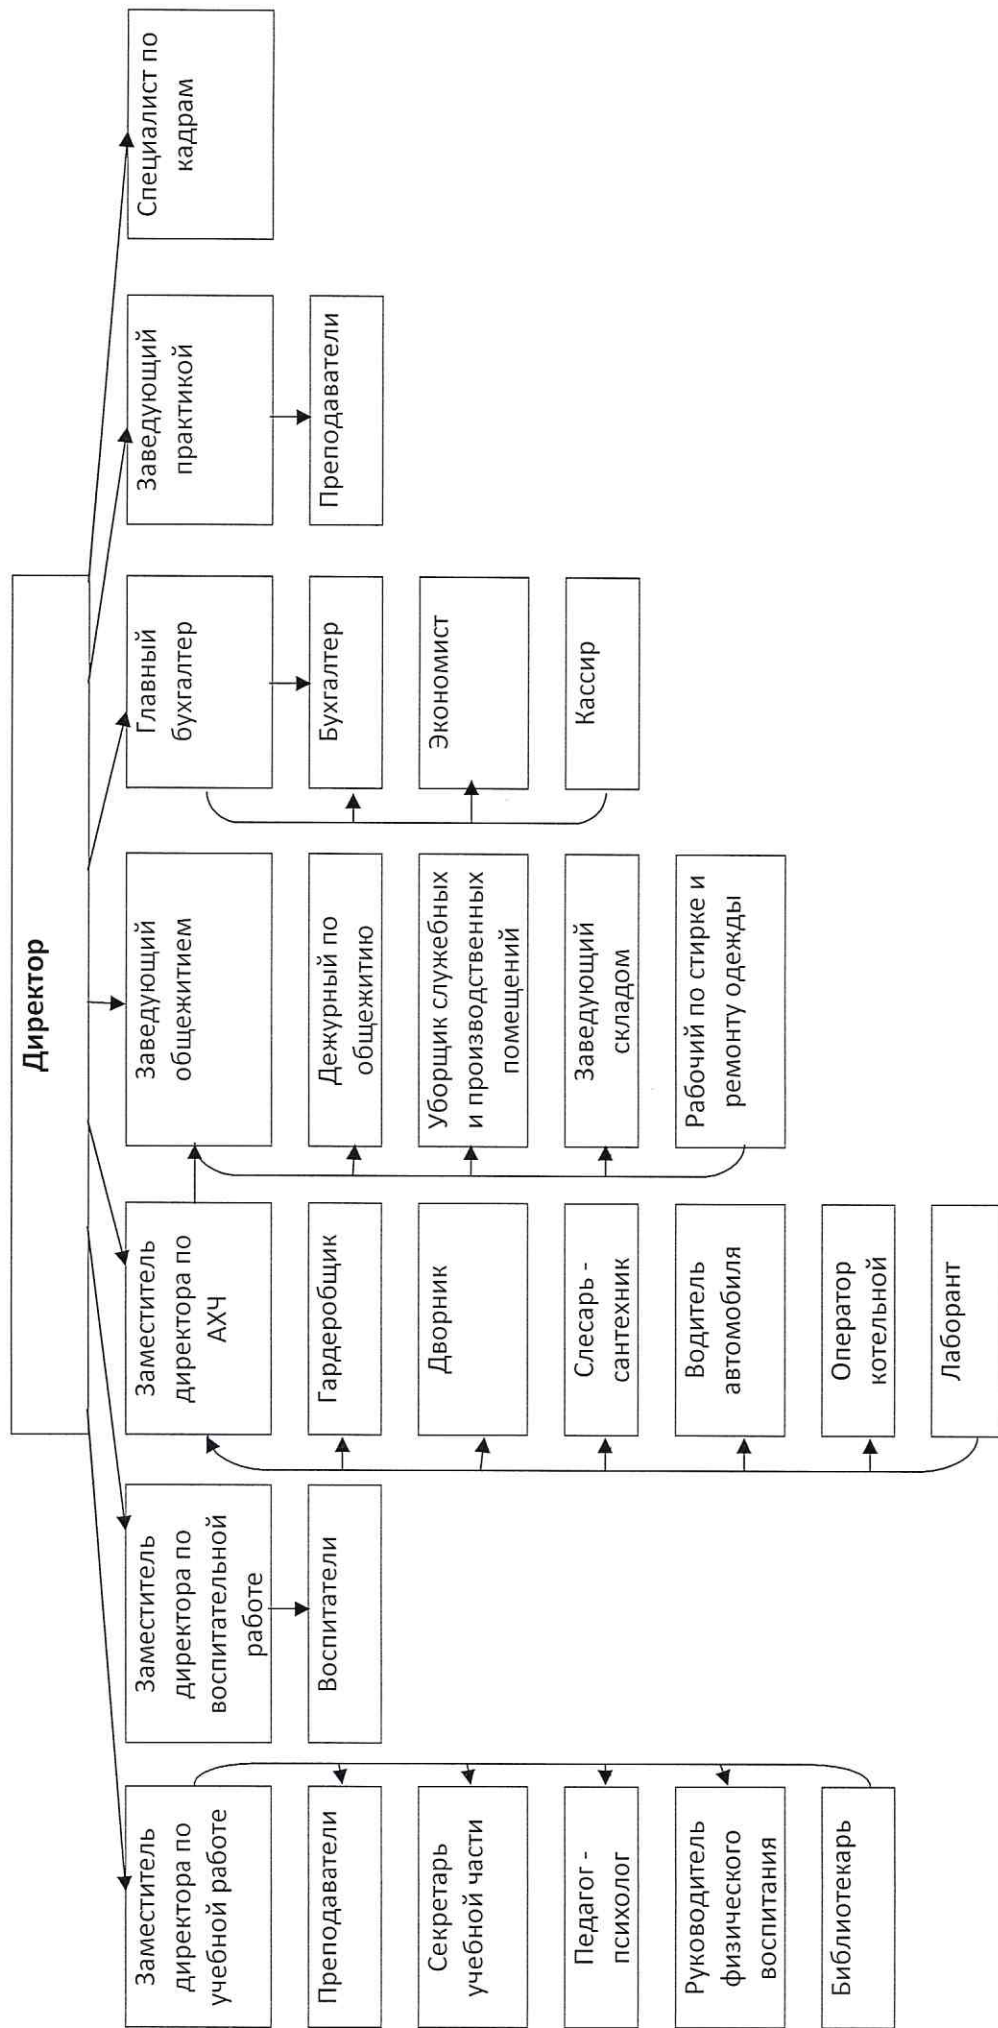 Директор
Заместитель
директора по
учебной работе
Преподаватели
Секретарь
учебной части
Педагог -
психолог
Руководитель
физического
воспитания
Библиотекарь
Заместитель
директора по
воспитательной
работе
Воспитатели
Заместитель
директора по
АХЧ
Гардеробщик
Дворник
Слесарь -
сантехник
Водитель
автомобиля
Оператор
котельной
Лаборант
Заведующий
общежитием
Дежурный по
общежитию
Уборщик служебных
и производственных
помещений
Заведующий
складом
Рабочий по стирке и
ремонту одежды
Главный
бухгалтер
Бухгалтер
Экономист
Кассир
Заведующий
практикой
Преподаватели
Специалист по
кадрам